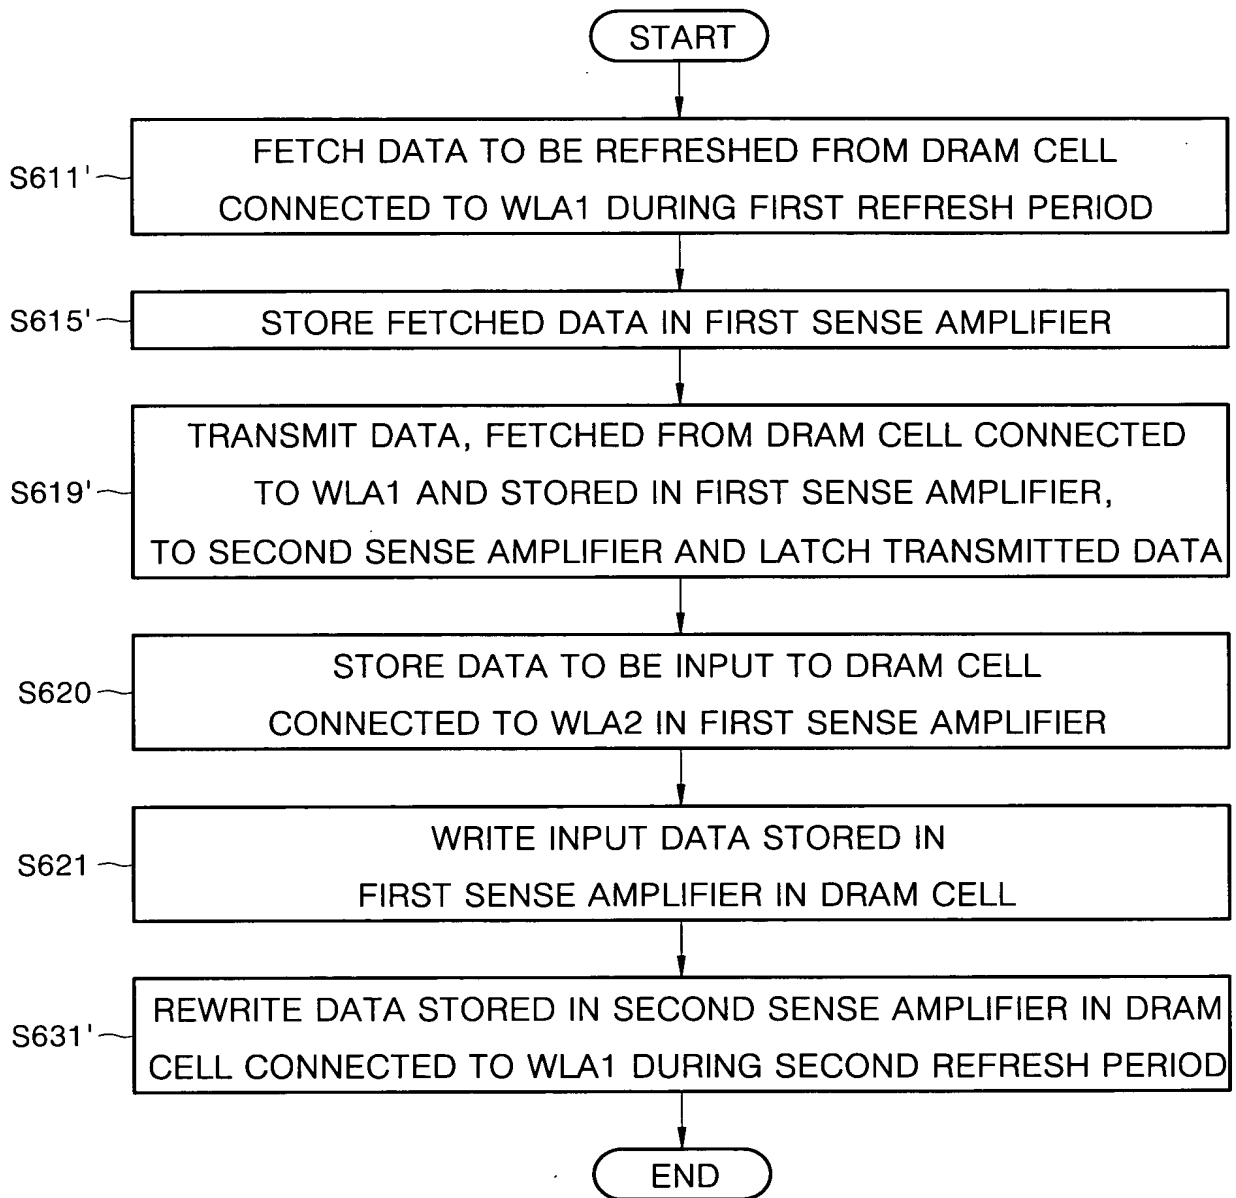 START
S611'
FETCH DATA TO BE REFRESHED FROM DRAM CELL
CONNECTED TO WLA1 DURING FIRST REFRESH PERIOD
S615'
STORE FETCHED DATA IN FIRST SENSE AMPLIFIER
S619'
TRANSMIT DATA, FETCHED FROM DRAM CELL CONNECTED
TO WLA1 AND STORED IN FIRST SENSE AMPLIFIER,
TO SECOND SENSE AMPLIFIER AND LATCH TRANSMITTED DATA
S620
STORE DATA TO BE INPUT TO DRAM CELL
CONNECTED TO WLA2 IN FIRST SENSE AMPLIFIER
S621
WRITE INPUT DATA STORED IN
FIRST SENSE AMPLIFIER IN DRAM CELL
S631'
REWRITE DATA STORED IN SECOND SENSE AMPLIFIER IN DRAM
CELL CONNECTED TO WLA1 DURING SECOND REFRESH PERIOD
END